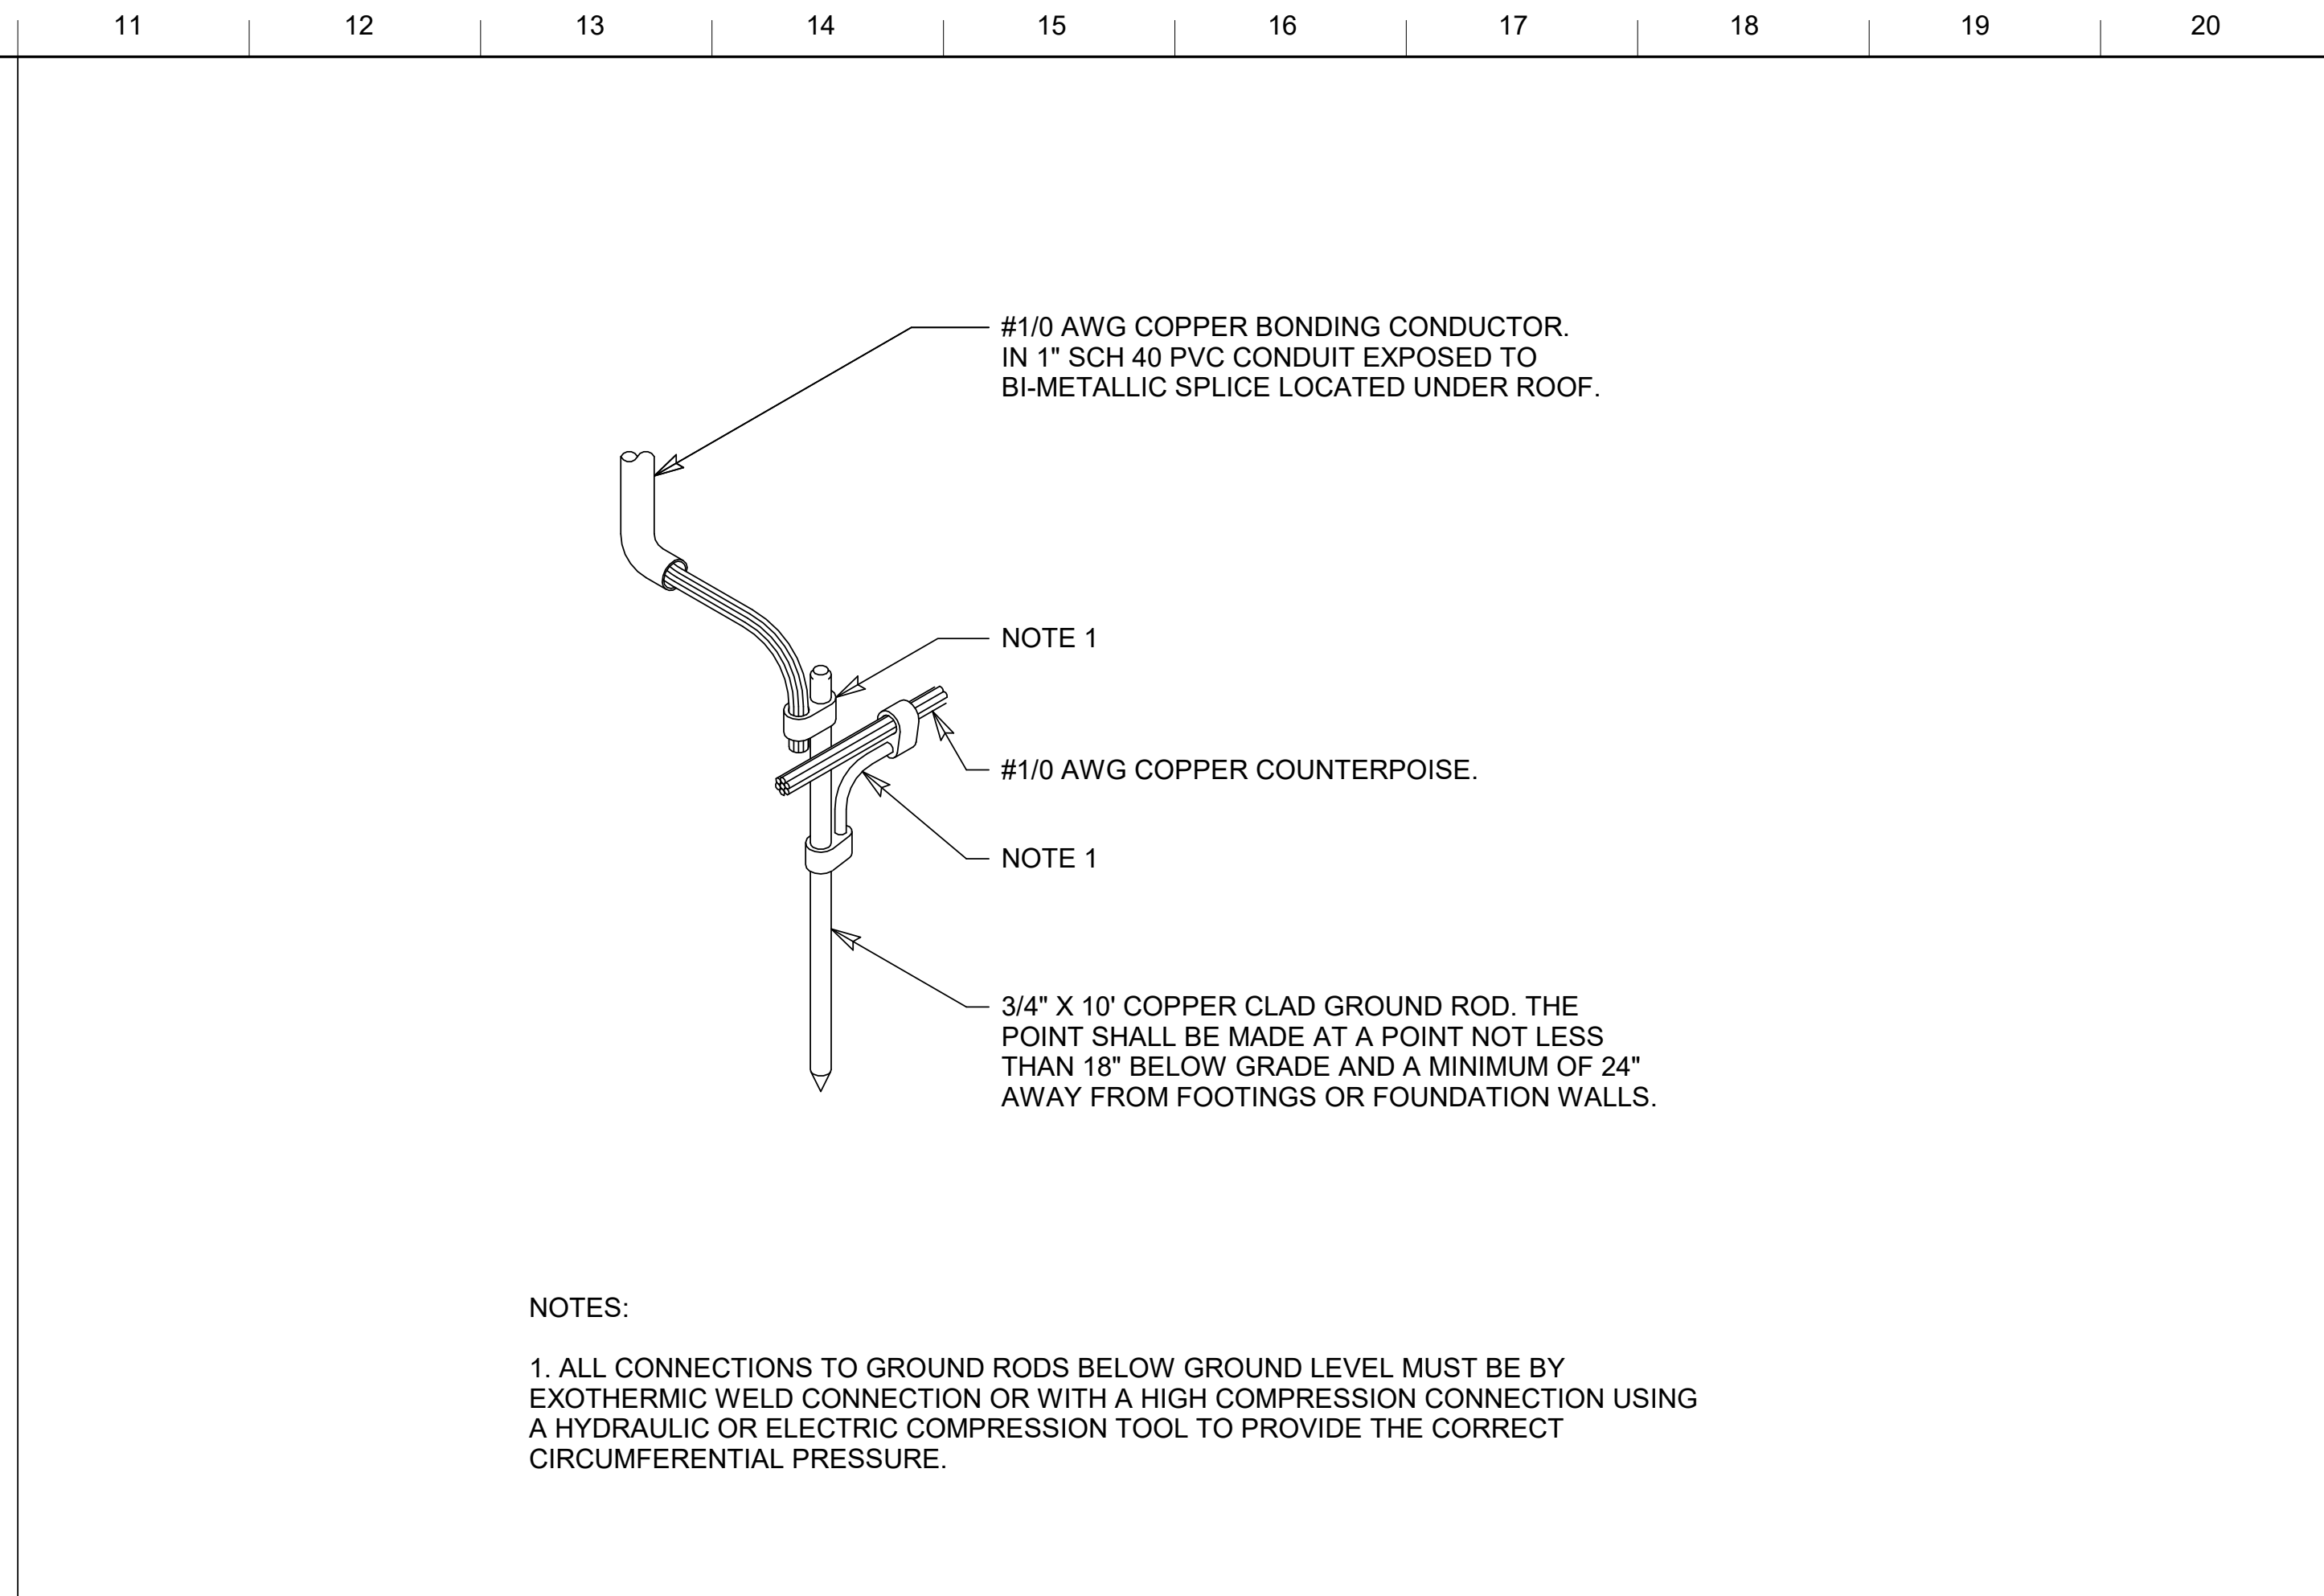 11 12 13 14 15 16 17 18 19 20
#1/0 AWG COPPER BONDING CONDUCTOR.
IN 1" SCH 40 PVC CONDUIT EXPOSED TO
BI-METALLIC SPLICE LOCATED UNDER ROOF.
NOTE 1
#1/0 AWG COPPER COUNTERPOISE.
NOTE 1
3/4" X 10' COPPER CLAD GROUND ROD. THE
POINT SHALL BE MADE AT A POINT NOT LESS
THAN 18" BELOW GRADE AND A MINIMUM OF 24"
AWAY FROM FOOTINGS OR FOUNDATION WALLS.
NOTES:
1. ALL CONNECTIONS TO GROUND RODS BELOW GROUND LEVEL MUST BE BY
EXOTHERMIC WELD CONNECTION OR WITH A HIGH COMPRESSION CONNECTION USING
A HYDRAULIC OR ELECTRIC COMPRESSION TOOL TO PROVIDE THE CORRECT
CIRCUMFERENTIAL PRESSURE.